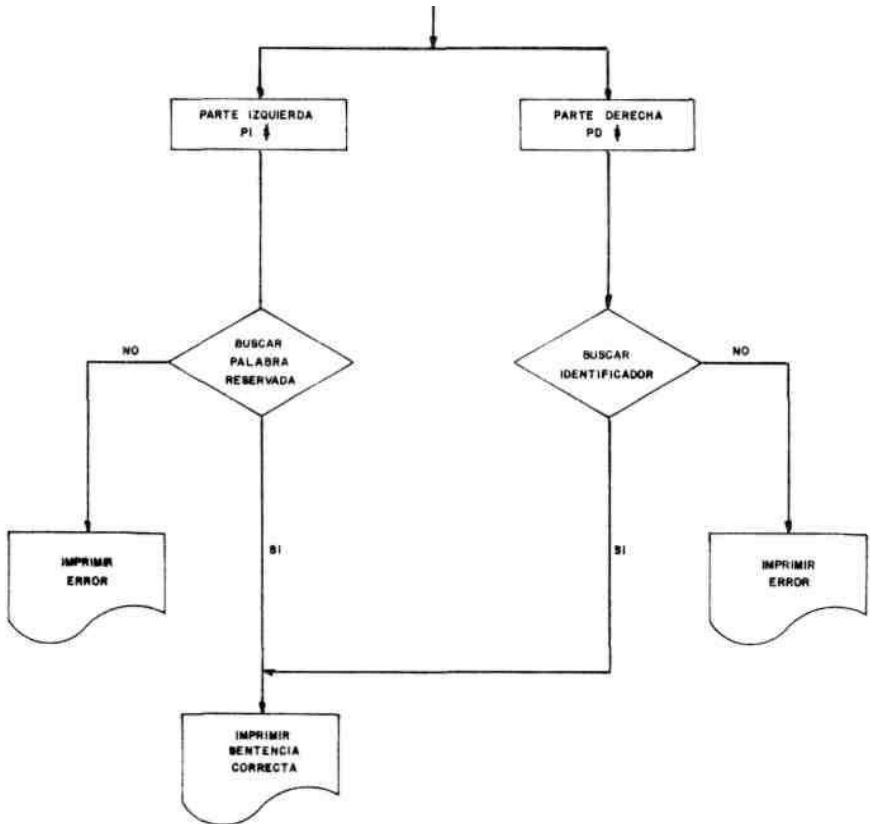 PARTE IZQUIERDA
PI $
PARTE DERECHA
PD $
BUSCAR
PALABRA
RESERVADA
NO
BUSCAR
IDENTIFICADOR
NO
IMPRIMIR
ERROR
SI
SI
IMPRIMIR
ERROR
IMPRIMIR
SENTENCIA
CORRECTA